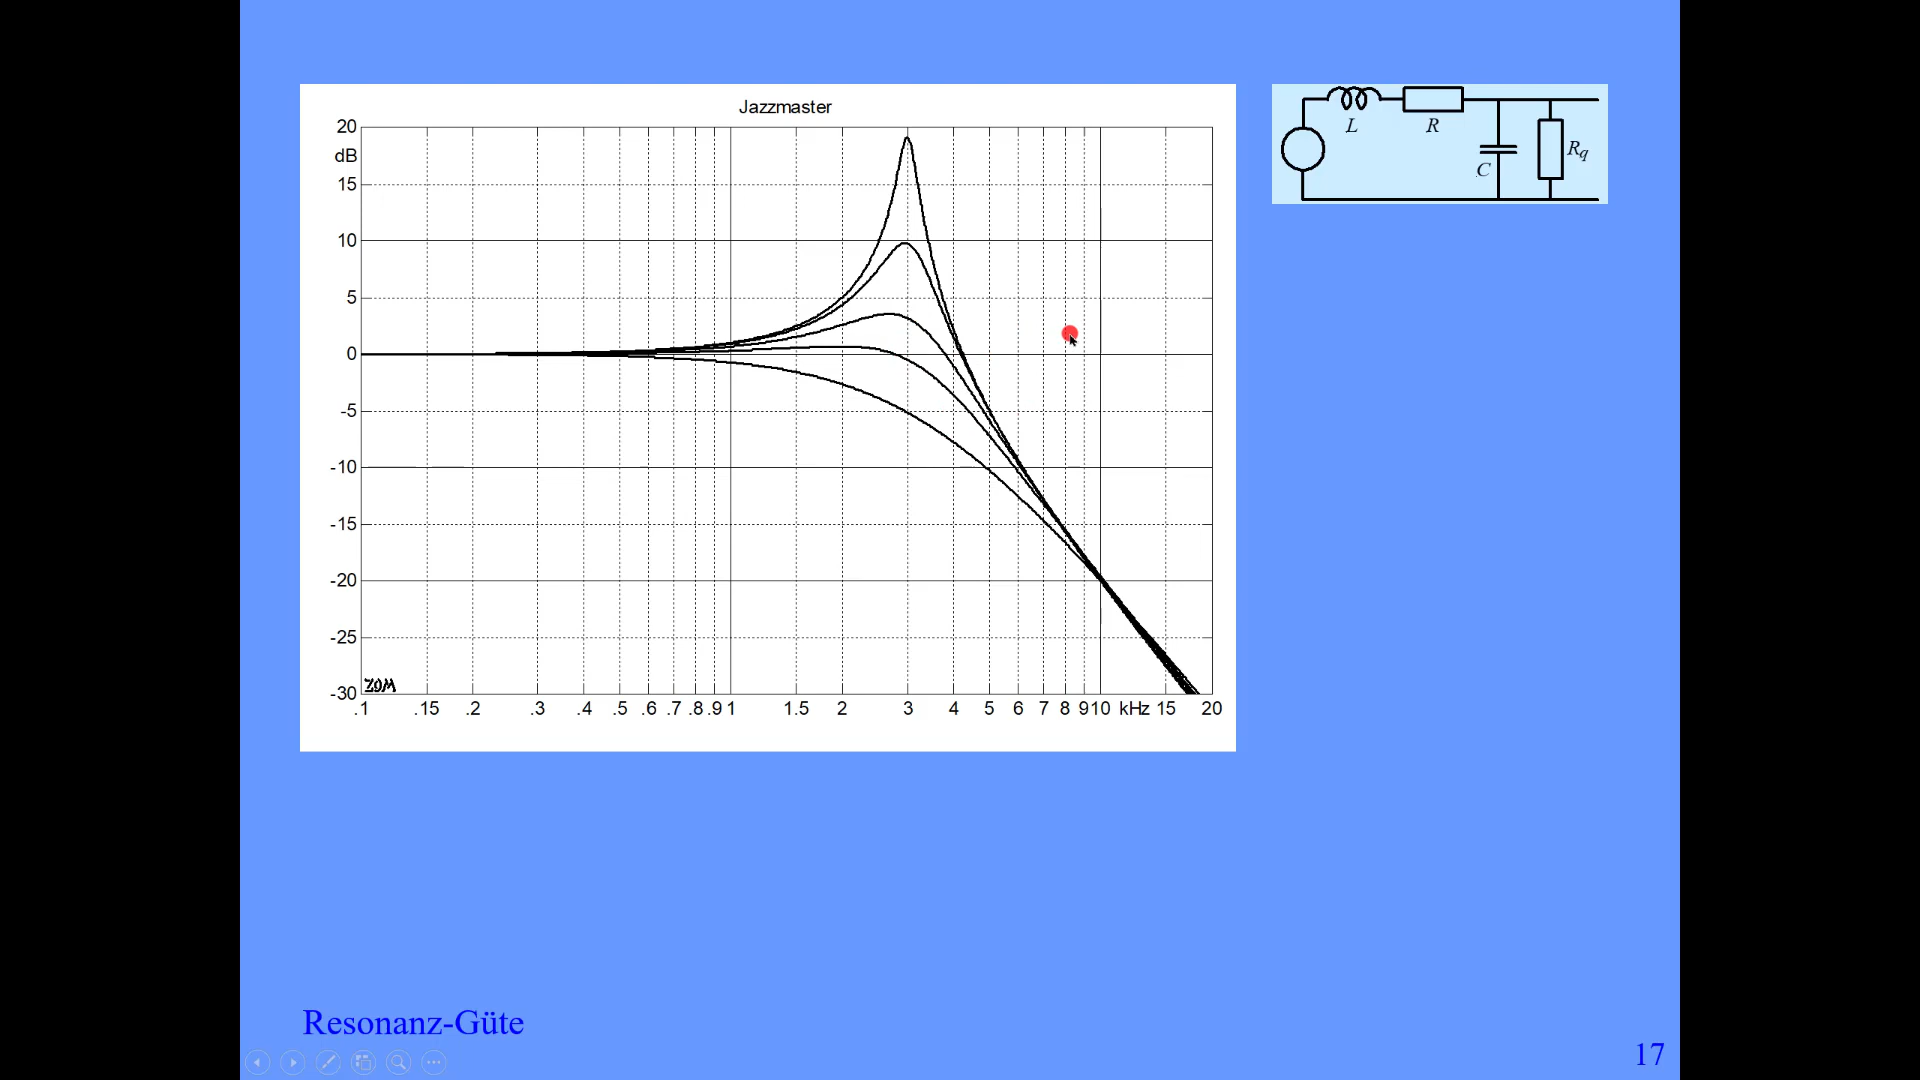 Jazzmaster
20
dB
15
10
5
0
-5
-10
-15
-20
-25
-30
ZOM
.1 .15 .2 .3 .4 .5 .6 .7 .8 .9 1 1.5 2 3 4 5 6 7 8 9 10 kHz 15 20
L
R
C
Rq
Resonanz-Güte
17